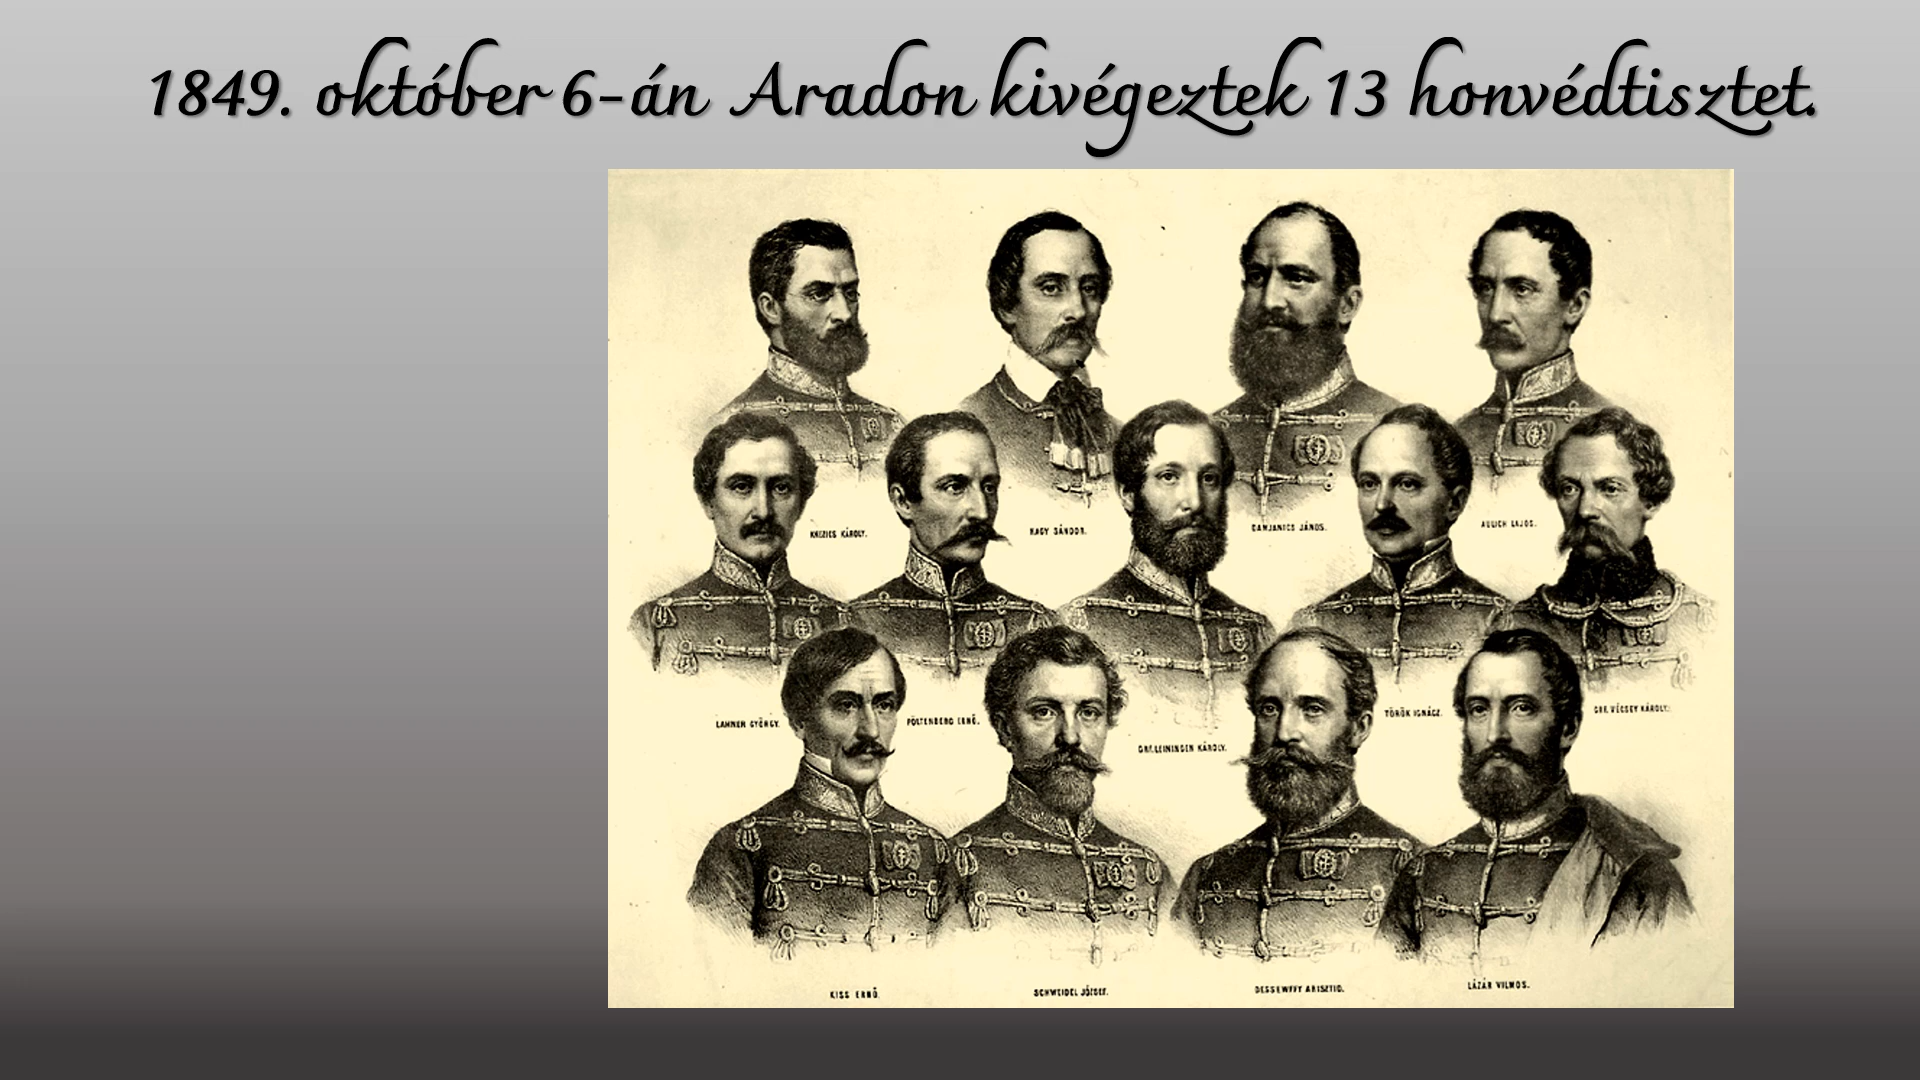 1849. október 6-án Aradon kivégeztek 13 honvédtisztet.
KNEZICS KÁROLY.
NAGY SÁNDOR.
DAMJANICS JÁNOS.
AULICH LAJOS.
LAHNER GYÖRGY.
PÖLTENBERG ERNŐ.
GRF. LEININGEN KÁROLY.
TÖRÖK IGNÁCZ.
GRF. VÉCSEY KÁROLY.
KISS ERNŐ.
SCHWEIDEL JÓZSEF.
DESSEWFFY ARISZTID.
LÁZÁR VILMOS.